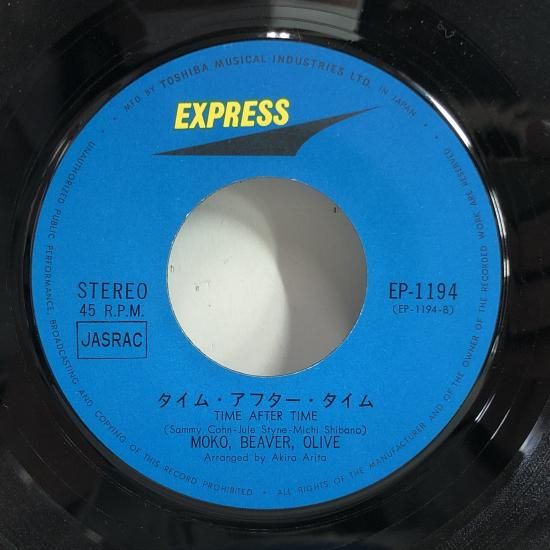 MFD BY TOSHIBA MUSICAL INDUSTRIES LTD. IN JAPAN
EXPRESS
STEREO
45 R.P.M.
JASRAC
EP-1194
(EP-1194-B)
タイム・アフター・タイム
TIME AFTER TIME
(Sammy Cohn-Jule Styne-Michi Shibano)
MOKO, BEAVER, OLIVE
Arranged by Akira Arita
UNAUTHORIZED PUBLIC PERFORMANCE, BROADCASTING AND COPYING OF THIS RECORD PROHIBITED • ALL RIGHTS OF THE MANUFACTURER AND OWNER OF THE RECORDED WORK ARE RESERVED